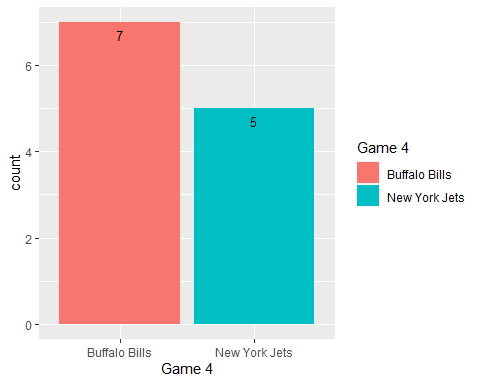 count
6
4
2
0
7
5
Buffalo Bills
New York Jets
Game 4
Game 4
Buffalo Bills
New York Jets